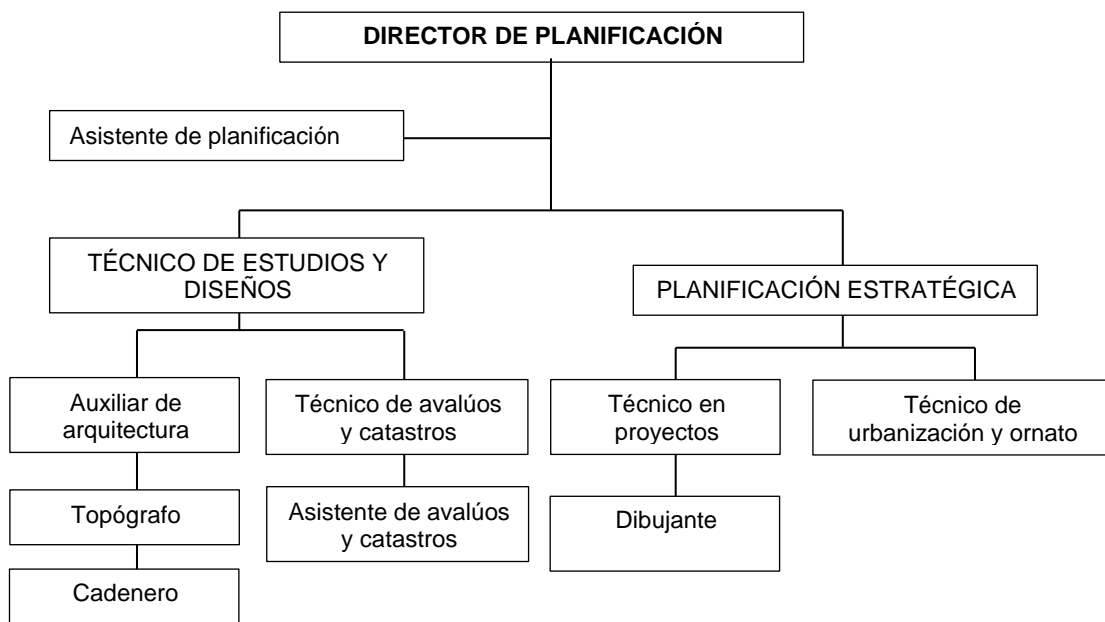 DIRECTOR DE PLANIFICACIÓN
Asistente de planificación
TÉCNICO DE ESTUDIOS Y
DISEÑOS
PLANIFICACIÓN ESTRATÉGICA
Auxiliar de
arquitectura
Técnico de avalúos
y catastros
Técnico en
proyectos
Técnico de
urbanización y ornato
Topógrafo
Asistente de avalúos
y catastros
Dibujante
Cadenero